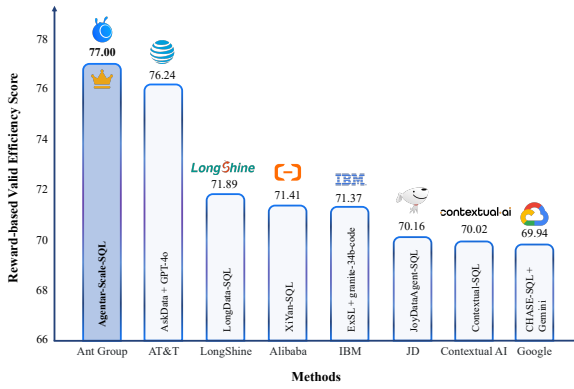 Reward-based Valid Efficiency Score
78
76
74
72
70
68
66
77.00
76.24
LongShine
71.89
71.41
IBM
71.37
70.16
contextual·ai
70.02
69.94
Agentar-Scale-SQL
AskData + GPT-4o
LongData-SQL
XiYan-SQL
ExSL + granite-34b-code
JoyDataAgent-SQL
Contextual-SQL
CHASE-SQL +
Gemini
Ant Group
AT&T
LongShine
Alibaba
IBM
JD
Contextual AI
Google
Methods